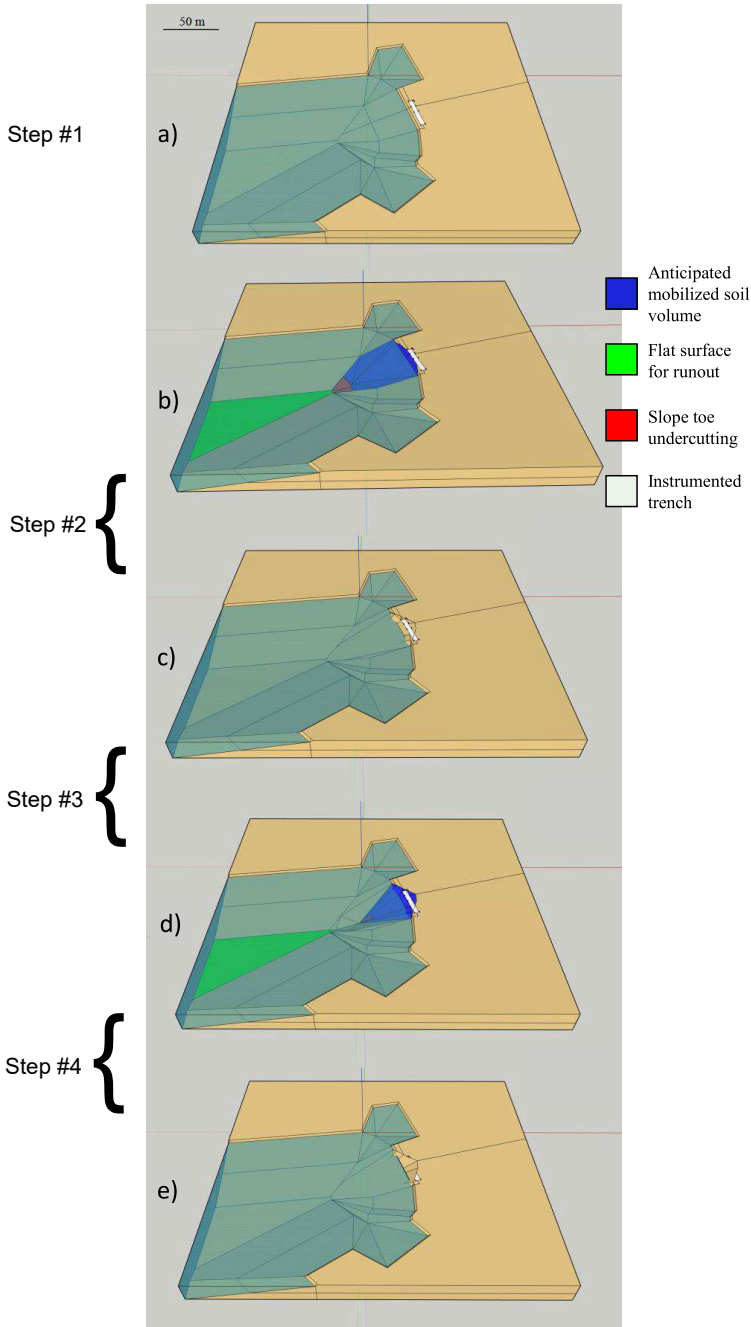 50 m
Step #1
a)
Anticipated
mobilized soil
volume
Flat surface
for runout
b)
Slope toe
undercutting
Instrumented
trench
Step #2
c)
Step #3
d)
Step #4
e)